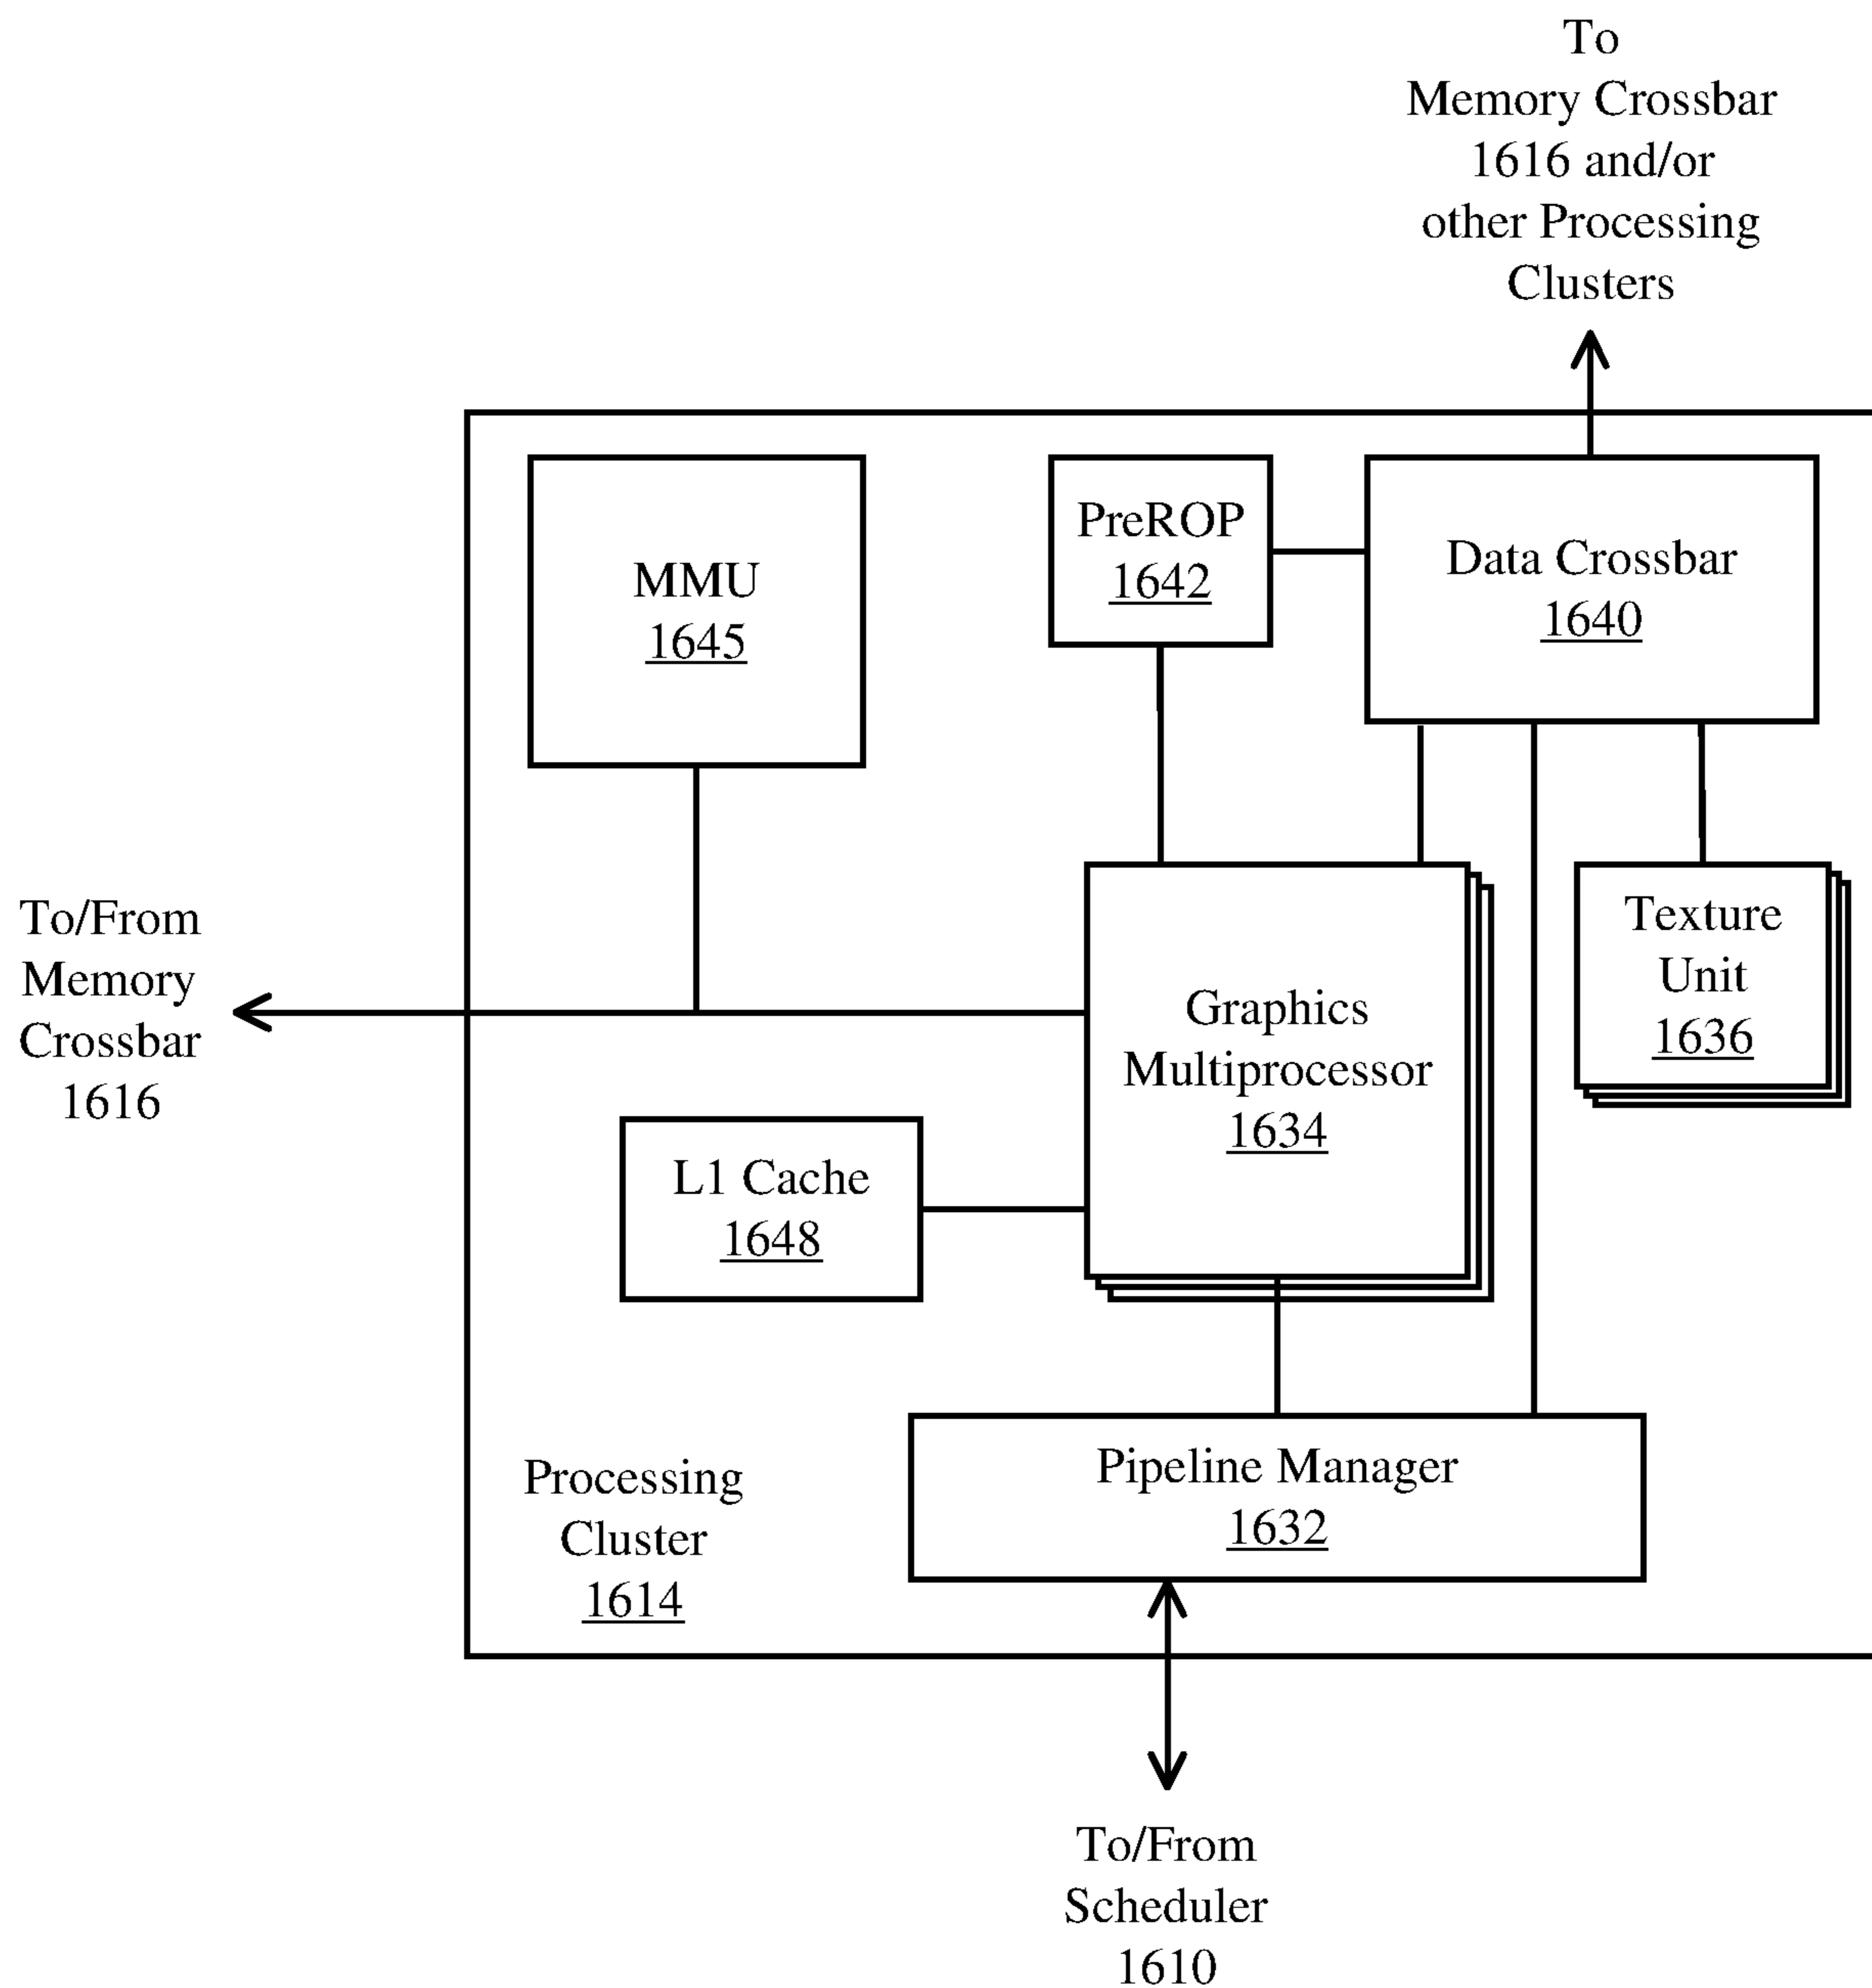 To
Memory Crossbar
1616 and/or
other Processing
Clusters
MMU
1645
PreROP
1642
Data Crossbar
1640
To/From
Memory
Crossbar
1616
Graphics
Multiprocessor
1634
Texture
Unit
1636
L1 Cache
1648
Processing
Cluster
1614
Pipeline Manager
1632
To/From
Scheduler
1610